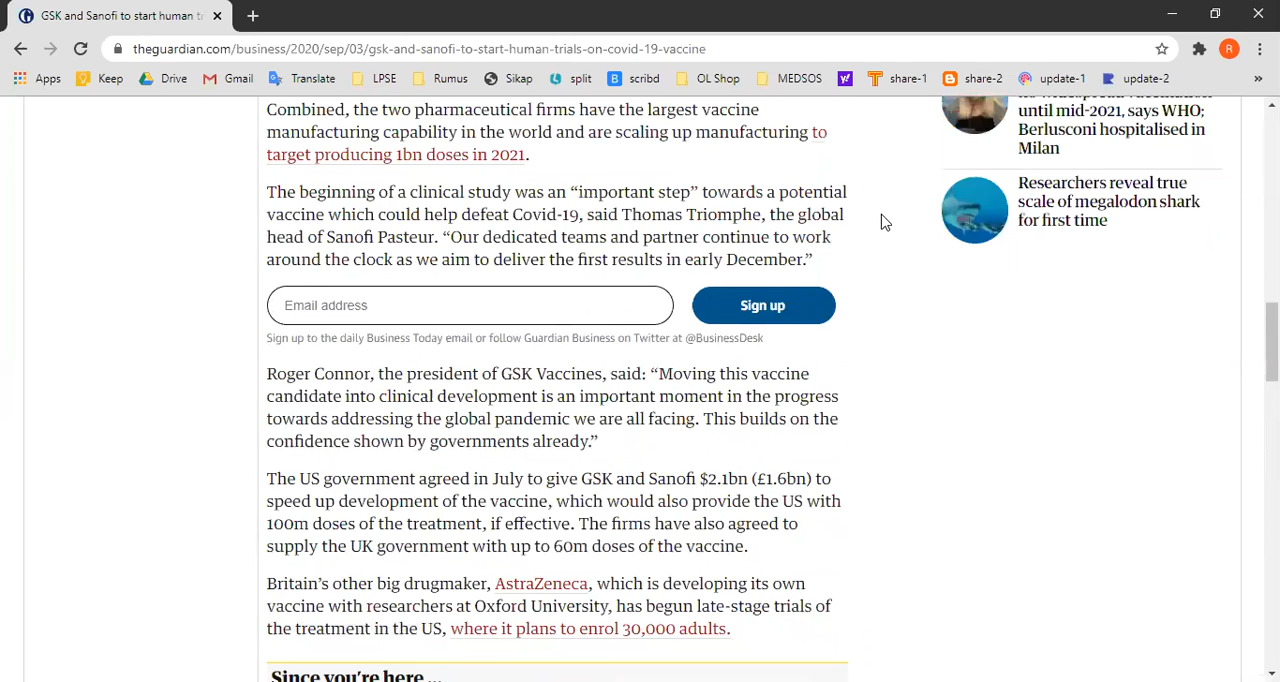 GSK and Sanofi to start human t
theguardian.com/business/2020/sep/03/gsk-and-sanofi-to-start-human-trials-on-covid-19-vaccine
R
Apps Keep Drive Gmail Translate LPSE Rumus Sikap split scribd OL Shop MEDSOS share-1 share-2 update-1 update-2 »
Combined, the two pharmaceutical firms have the largest vaccine
manufacturing capability in the world and are scaling up manufacturing to
target producing 1bn doses in 2021.
The beginning of a clinical study was an “important step” towards a potential
vaccine which could help defeat Covid-19, said Thomas Triomphe, the global
head of Sanofi Pasteur. “Our dedicated teams and partner continue to work
around the clock as we aim to deliver the first results in early December.”
Email address
Sign up
Sign up to the daily Business Today email or follow Guardian Business on Twitter at @BusinessDesk
Roger Connor, the president of GSK Vaccines, said: “Moving this vaccine
candidate into clinical development is an important moment in the progress
towards addressing the global pandemic we are all facing. This builds on the
confidence shown by governments already.”
The US government agreed in July to give GSK and Sanofi $2.1bn (£1.6bn) to
speed up development of the vaccine, which would also provide the US with
100m doses of the treatment, if effective. The firms have also agreed to
supply the UK government with up to 60m doses of the vaccine.
Britain’s other big drugmaker, AstraZeneca, which is developing its own
vaccine with researchers at Oxford University, has begun late-stage trials of
the treatment in the US, where it plans to enrol 30,000 adults.
Since you’re here ...
until mid-2021, says WHO;
Berlusconi hospitalised in
Milan
Researchers reveal true
scale of megalodon shark
for first time